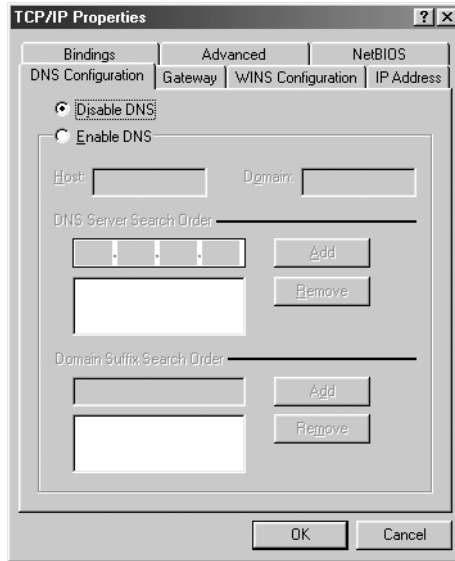 TCP/IP Properties ? ×
Bindings Advanced NetBIOS
DNS Configuration Gateway WINS Configuration IP Address
Disable DNS
Enable DNS
Host: Domain:
DNS Server Search Order
. . . Add
Remove
Domain Suffix Search Order
Add
Remove
OK Cancel